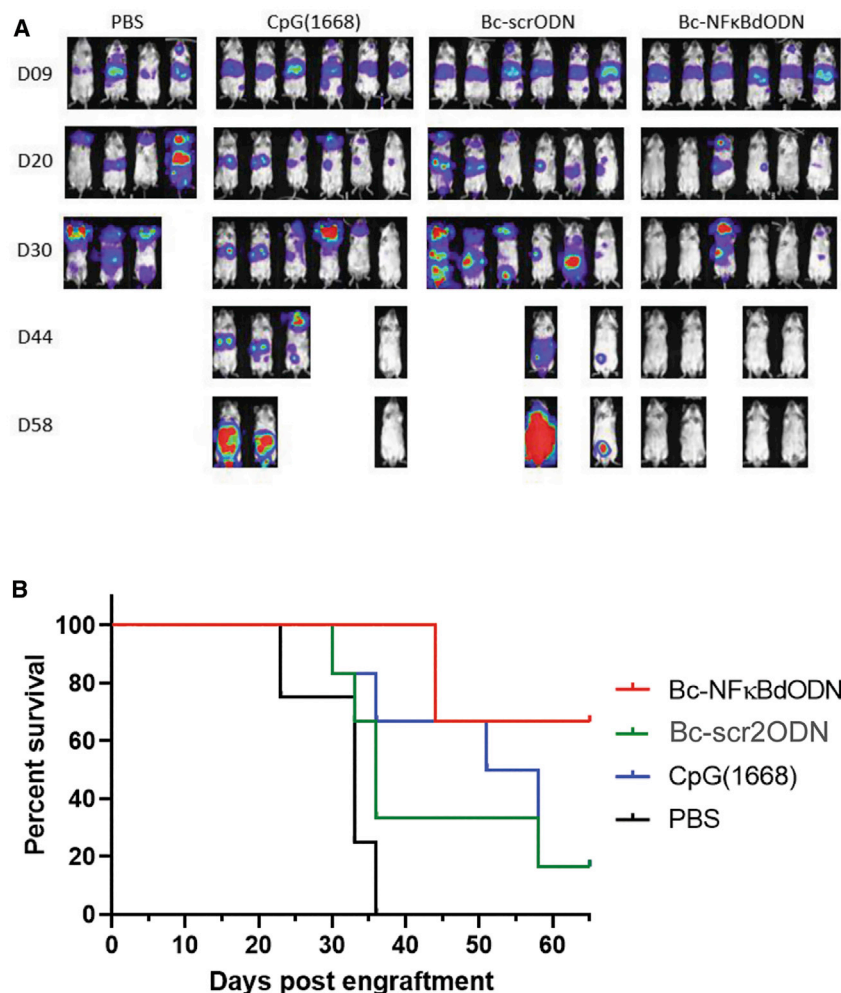 A
PBS CpG(1668) Bc-scrODN Bc-NFκBdODN
D09
D20
D30
D44
D58
B
Percent survival
100
80
60
40
20
0
0 10 20 30 40 50 60
Days post engraftment
Bc-NFκBdODN
Bc-scr2ODN
CpG(1668)
PBS